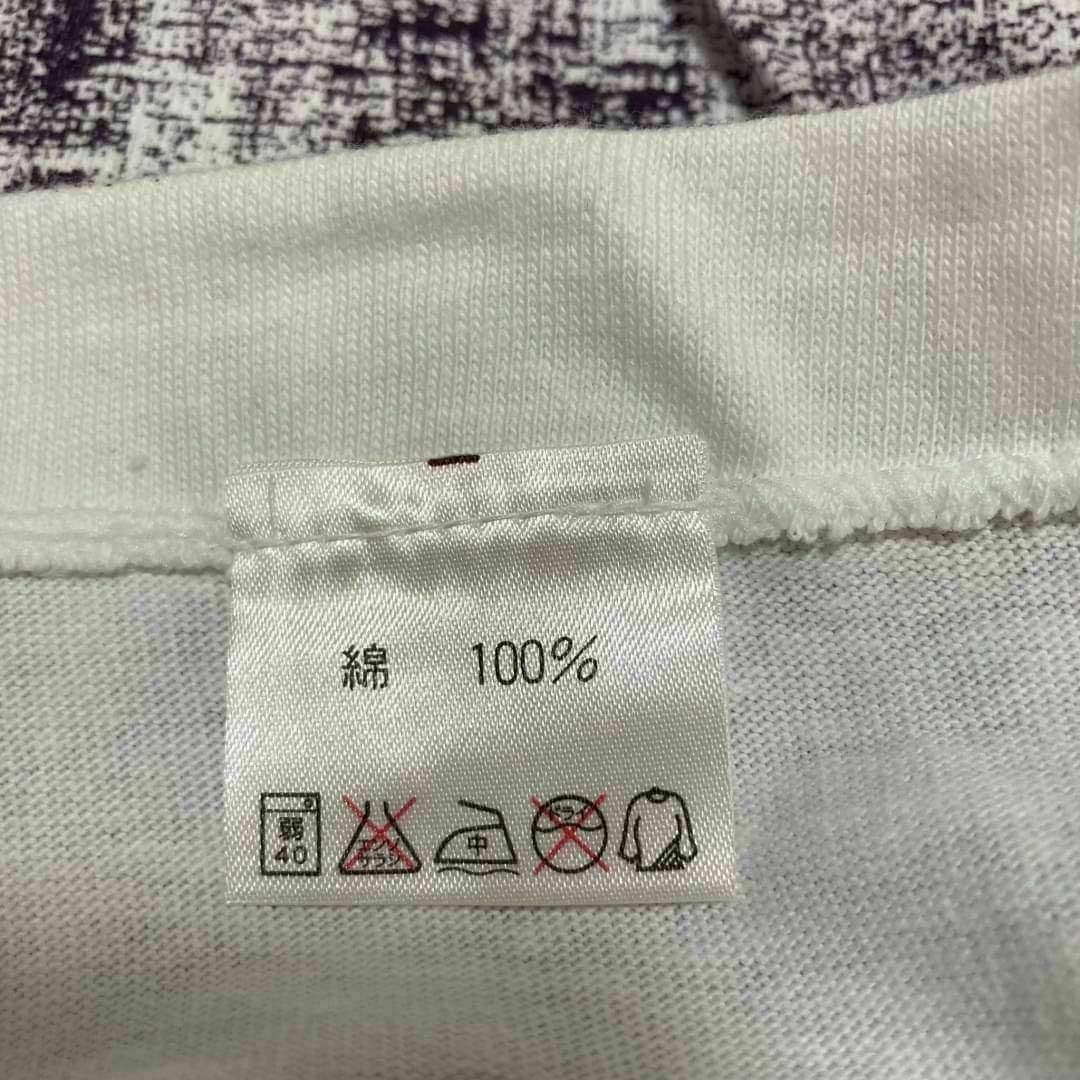 綿 100%
弱 エンソ 中 ドライ
40 サラシ